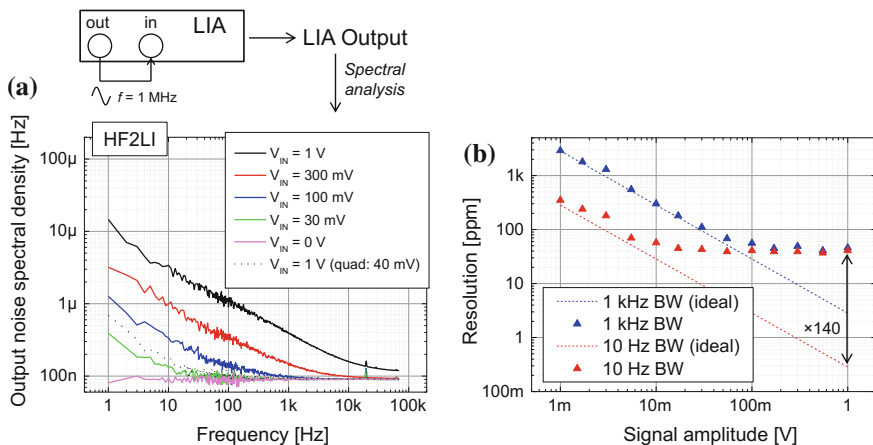 out in LIA
LIA Output
f = 1 MHz
Spectral
analysis
(a)
HF2LI
Output noise spectral density [Hz]
100µ
10µ
1µ
100n
V_IN = 1 V
V_IN = 300 mV
V_IN = 100 mV
V_IN = 30 mV
V_IN = 0 V
V_IN = 1 V (quad: 40 mV)
1 10 100 1k 10k 100k
Frequency [Hz]
(b)
Resolution [ppm]
1k
100
10
1
100m
1 kHz BW (ideal)
1 kHz BW
10 Hz BW (ideal)
10 Hz BW
×140
1m 10m 100m 1
Signal amplitude [V]